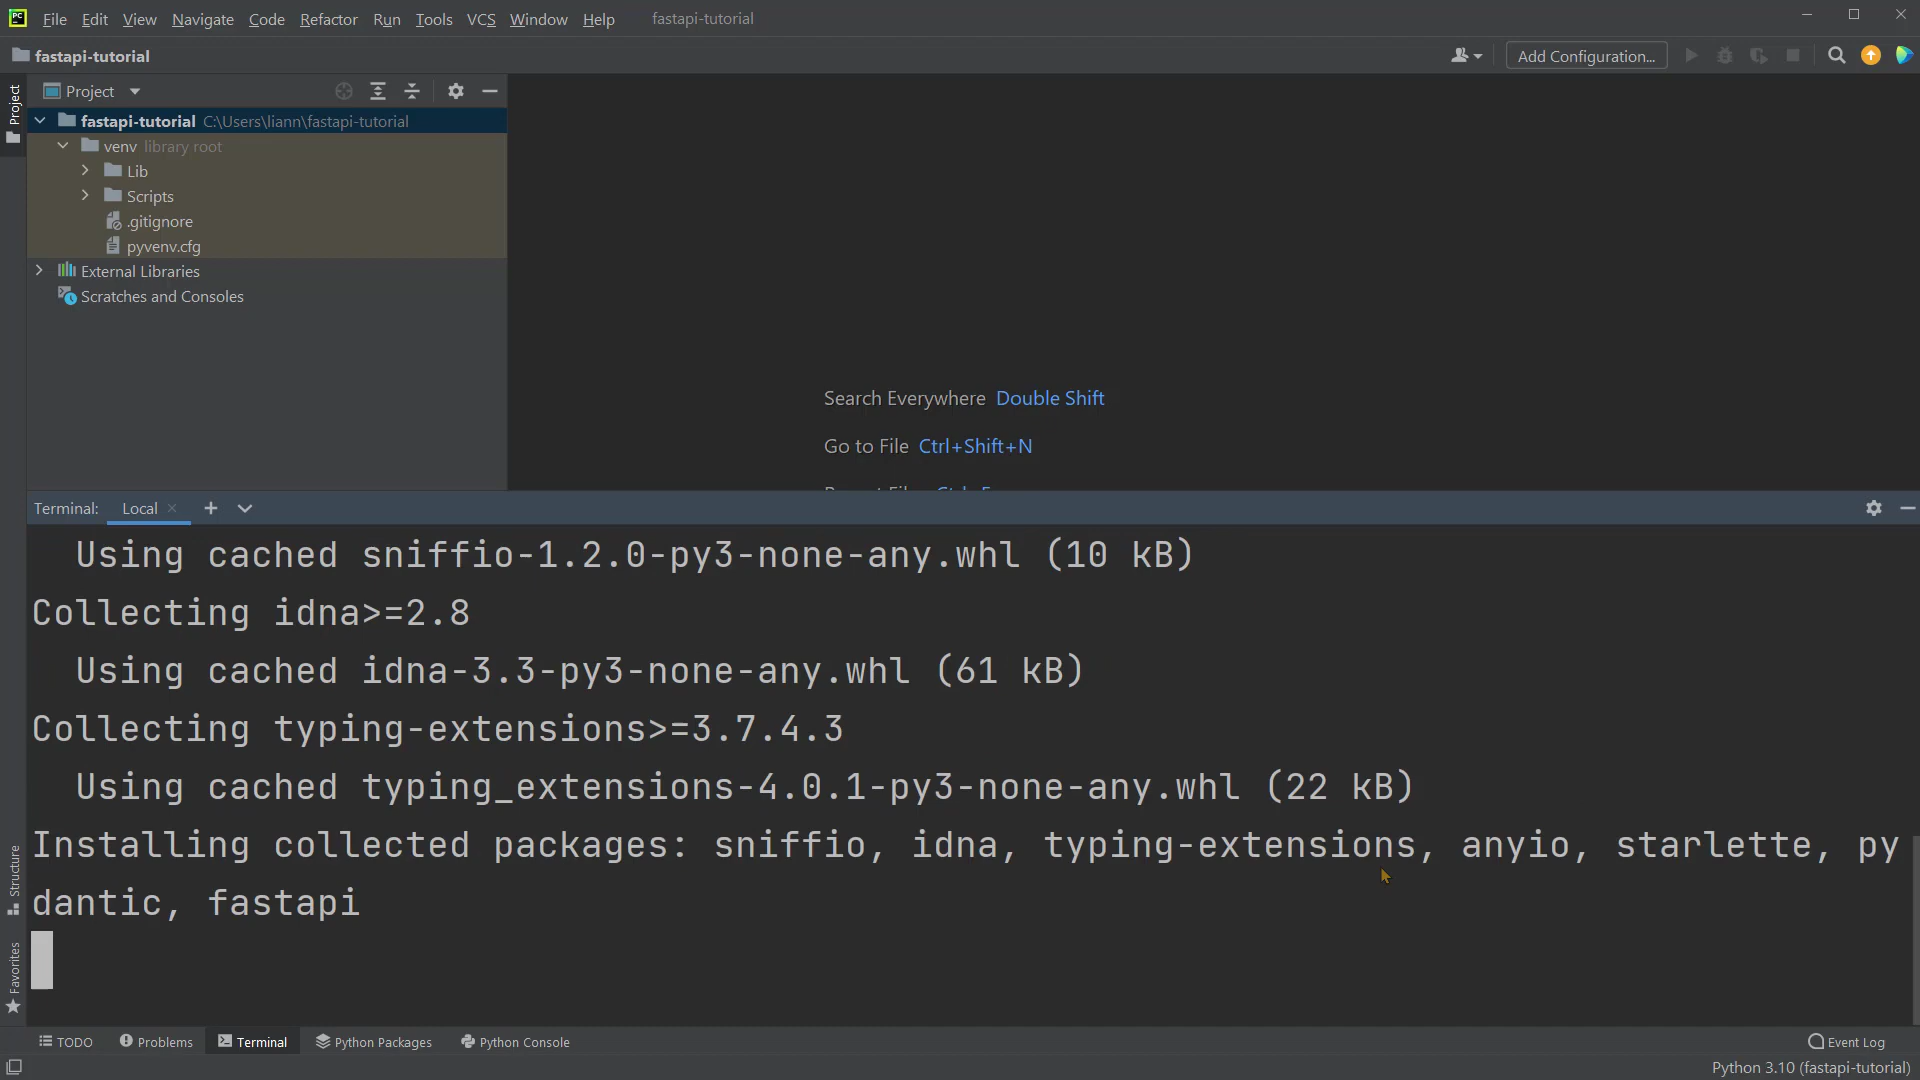 PC
File Edit View Navigate Code Refactor Run Tools VCS Window Help fastapi-tutorial
fastapi-tutorial
Add Configuration...
Project
Project
fastapi-tutorial C:\Users\liann\fastapi-tutorial
venv library root
Lib
Scripts
.gitignore
pyvenv.cfg
External Libraries
Scratches and Consoles
Search Everywhere Double Shift
Go to File Ctrl+Shift+N
Terminal: Local
Using cached sniffio-1.2.0-py3-none-any.whl (10 kB)
Collecting idna>=2.8
Using cached idna-3.3-py3-none-any.whl (61 kB)
Collecting typing-extensions>=3.7.4.3
Using cached typing_extensions-4.0.1-py3-none-any.whl (22 kB)
Installing collected packages: sniffio, idna, typing-extensions, anyio, starlette, py
dantic, fastapi
Structure
Favorites
TODO Problems Terminal Python Packages Python Console Event Log
Python 3.10 (fastapi-tutorial)